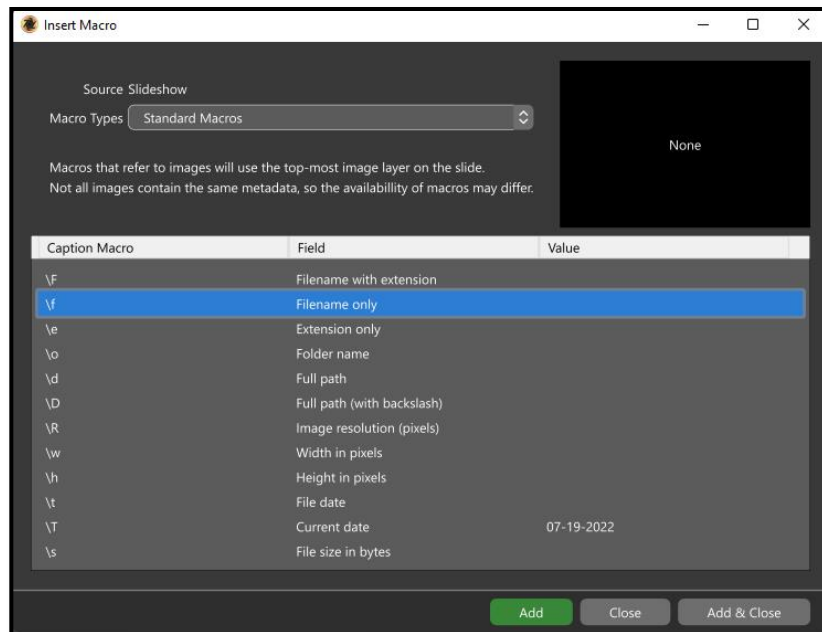 Insert Macro
Source Slideshow
Macro Types Standard Macros
None
Macros that refer to images will use the top-most image layer on the slide.
Not all images contain the same metadata, so the availabillity of macros may differ.
Caption Macro Field Value
\F Filename with extension
\f Filename only
\e Extension only
\o Folder name
\d Full path
\D Full path (with backslash)
\R Image resolution (pixels)
\w Width in pixels
\h Height in pixels
\t File date
\T Current date 07-19-2022
\s File size in bytes
Add Close Add & Close